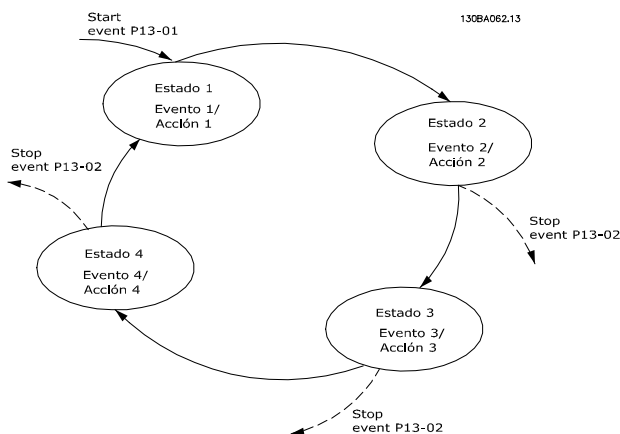 Start
event P13-01
130BA062.13
Estado 1
Evento 1/
Acción 1
Estado 2
Evento 2/
Acción 2
Stop
event P13-02
Stop
event P13-02
Estado 4
Evento 4/
Acción 4
Estado 3
Evento 3/
Acción 3
Stop
event P13-02